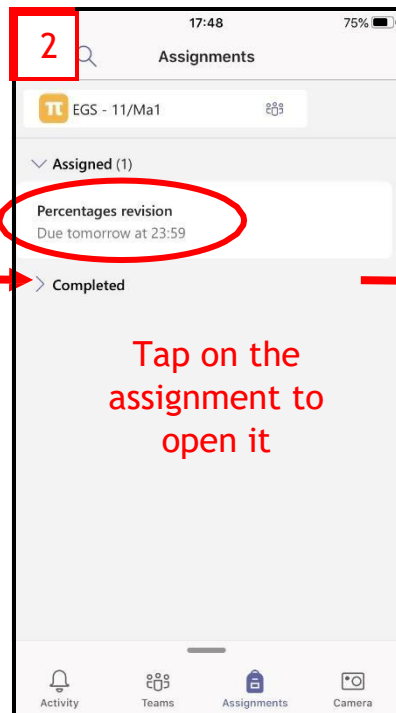 2
17:48
75%
Assignments
π EGS - 11/Ma1
Assigned (1)
Percentages revision
Due tomorrow at 23:59
Completed
Tap on the
assignment to
open it
Activity
Teams
Assignments
Camera